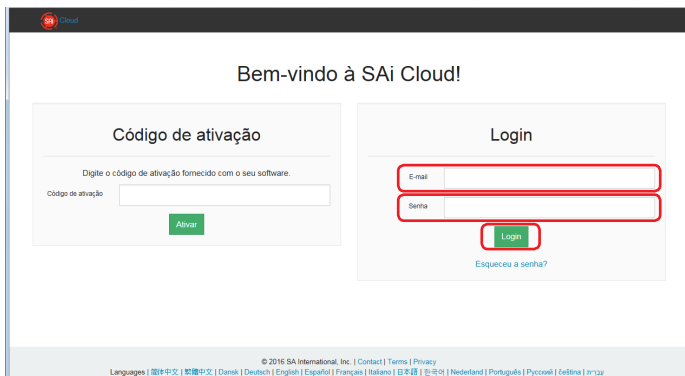 SAi Cloud
Bem-vindo à SAi Cloud!
Código de ativação
Digite o código de ativação fornecido com o seu software.
Código de ativação
Ativar
Login
E-mail
Senha
Login
Esqueceu a senha?
© 2016 SA International, Inc. | Contact | Terms | Privacy
Languages | 简体中文 | 繁體中文 | Dansk | Deutsch | English | Español | Français | Italiano | 日本語 | 한국어 | Nederland | Português | Русский | čeština | עברית